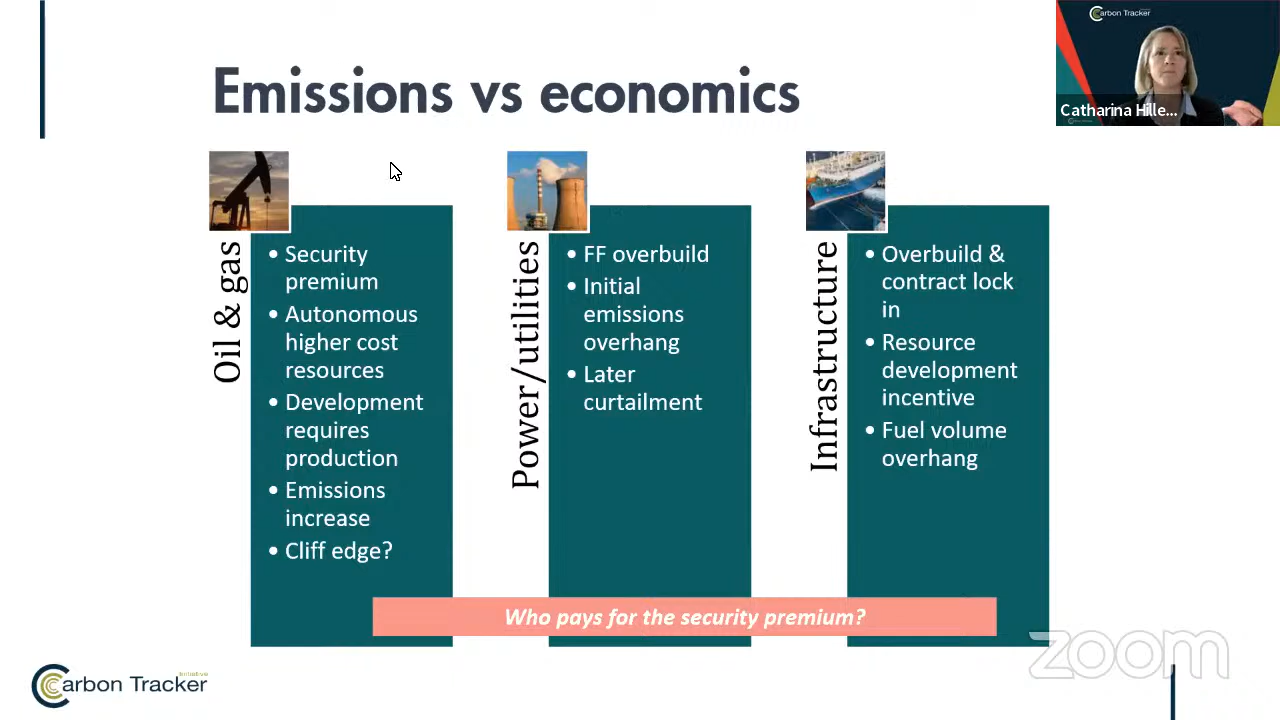 Emissions vs economics
Carbon Tracker
Catharina Hille...
Oil & gas
• Security
premium
• Autonomous
higher cost
resources
• Development
requires
production
• Emissions
increase
• Cliff edge?
Power/utilities
• FF overbuild
• Initial
emissions
overhang
• Later
curtailment
Infrastructure
• Overbuild &
contract lock
in
• Resource
development
incentive
• Fuel volume
overhang
Who pays for the security premium?
zoom
Initiative
Carbon Tracker